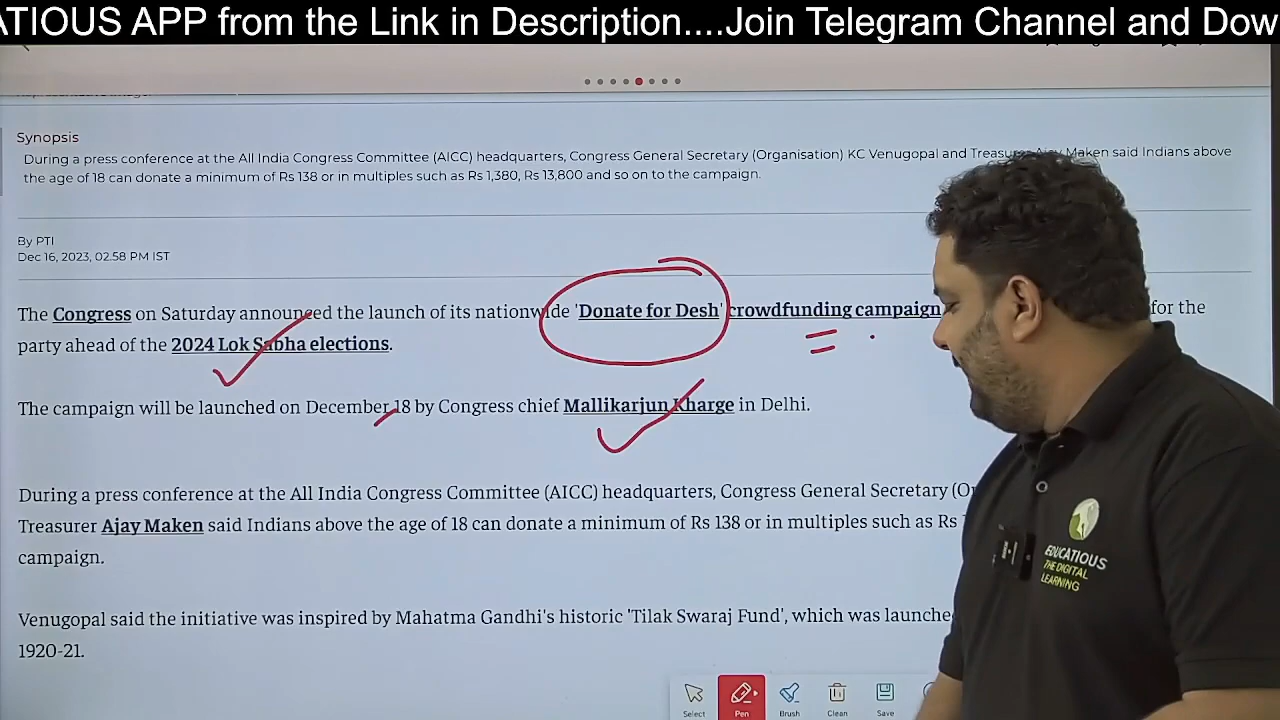 ATIOUS APP from the Link in Description....Join Telegram Channel and Dow
Synopsis
During a press conference at the All India Congress Committee (AICC) headquarters, Congress General Secretary (Organisation) KC Venugopal and Treasurer Ajay Maken said Indians above
the age of 18 can donate a minimum of Rs 138 or in multiples such as Rs 1,380, Rs 13,800 and so on to the campaign.
By PTI
Dec 16, 2023, 02.58 PM IST
The Congress on Saturday announced the launch of its nationwide 'Donate for Desh' crowdfunding campaign for the
party ahead of the 2024 Lok Sabha elections.
The campaign will be launched on December 18 by Congress chief Mallikarjun Kharge in Delhi.
During a press conference at the All India Congress Committee (AICC) headquarters, Congress General Secretary
Treasurer Ajay Maken said Indians above the age of 18 can donate a minimum of Rs 138 or in multiples such as Rs
campaign.
Venugopal said the initiative was inspired by Mahatma Gandhi's historic 'Tilak Swaraj Fund', which was launche
1920-21.
EDUCATIOUS
THE DIGITAL
LEARNING
Select Pen Brush Clean Save